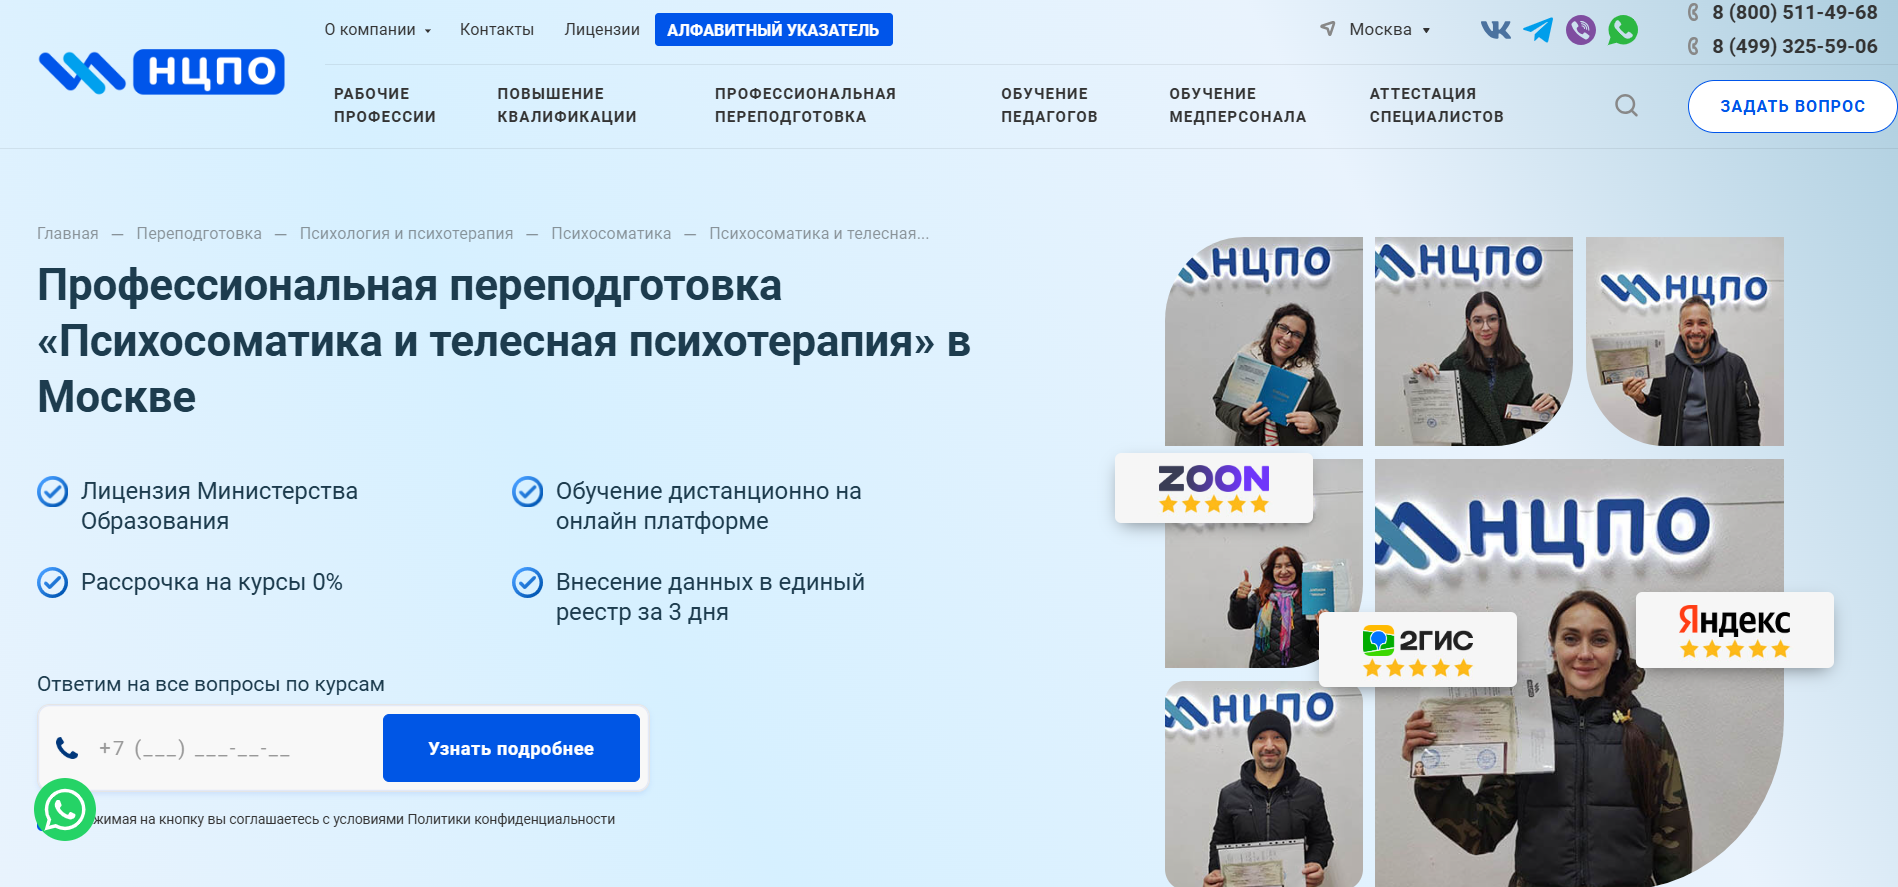 О компании
Контакты
Лицензии
АЛФАВИТНЫЙ УКАЗАТЕЛЬ
Москва
8 (800) 511-49-68
8 (499) 325-59-06
НЦПО
РАБОЧИЕ
ПРОФЕССИИ
ПОВЫШЕНИЕ
КВАЛИФИКАЦИИ
ПРОФЕССИОНАЛЬНАЯ
ПЕРЕПОДГОТОВКА
ОБУЧЕНИЕ
ПЕДАГОГОВ
ОБУЧЕНИЕ
МЕДПЕРСОНАЛА
АТТЕСТАЦИЯ
СПЕЦИАЛИСТОВ
ЗАДАТЬ ВОПРОС
Главная — Переподготовка — Психология и психотерапия — Психосоматика — Психосоматика и телесная...
Профессиональная переподготовка
«Психосоматика и телесная психотерапия» в
Москве
Лицензия Министерства
Образования
Обучение дистанционно на
онлайн платформе
Рассрочка на курсы 0%
Внесение данных в единый
реестр за 3 дня
Ответим на все вопросы по курсам
+7 (___) ___-__-__
Узнать подробнее
жимая на кнопку вы соглашаетесь с условиями Политики конфиденциальности
НЦПО
НЦПО
НЦПО
ZOON
НЦПО
2ГИС
Яндекс
НЦПО